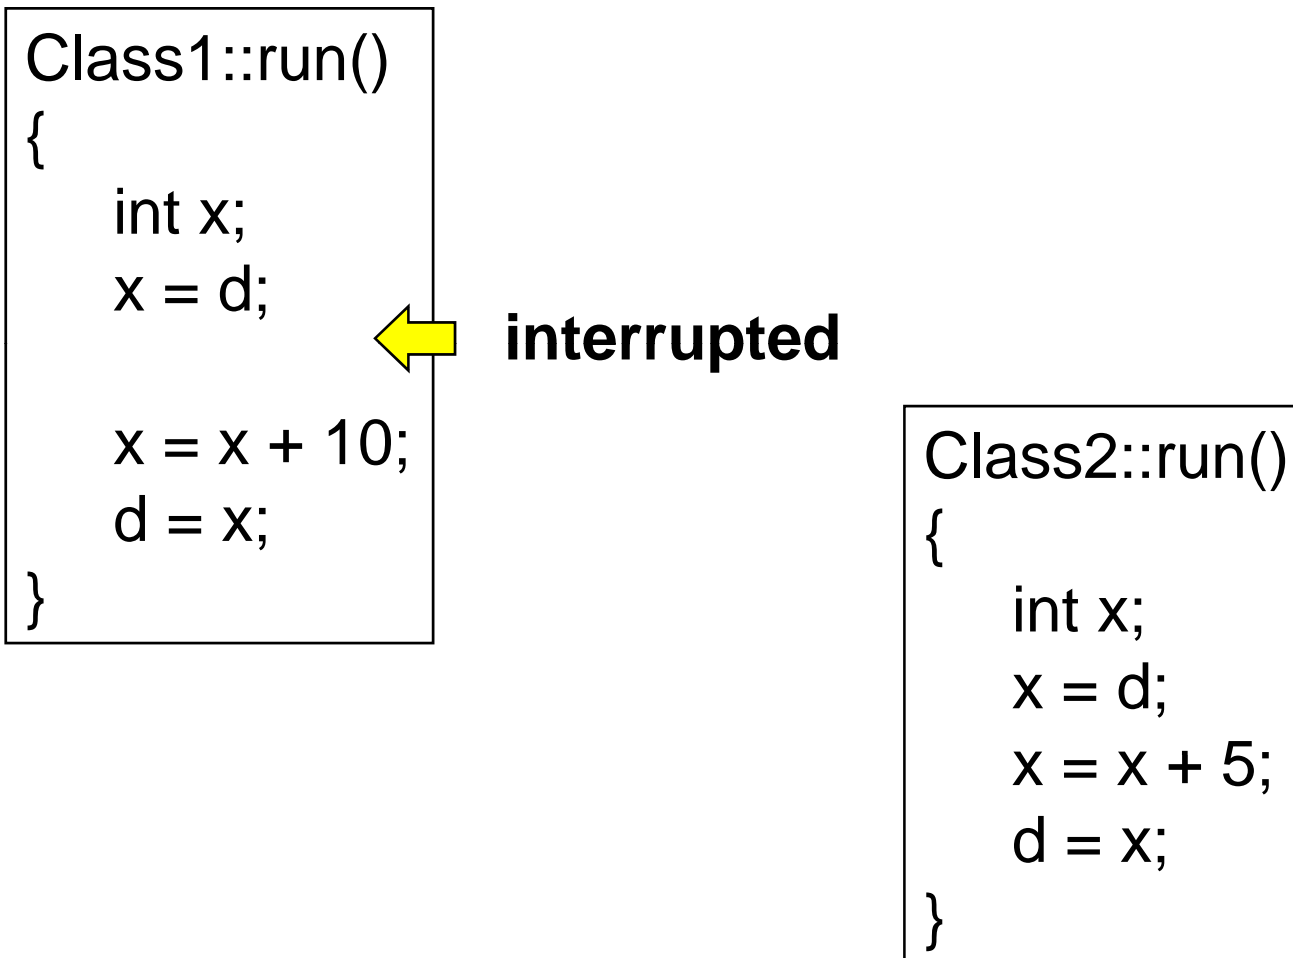 Class1::run()
{
int x;
x = d;
interrupted
x = x + 10;
d = x;
}
Class2::run()
{
int x;
x = d;
x = x + 5;
d = x;
}